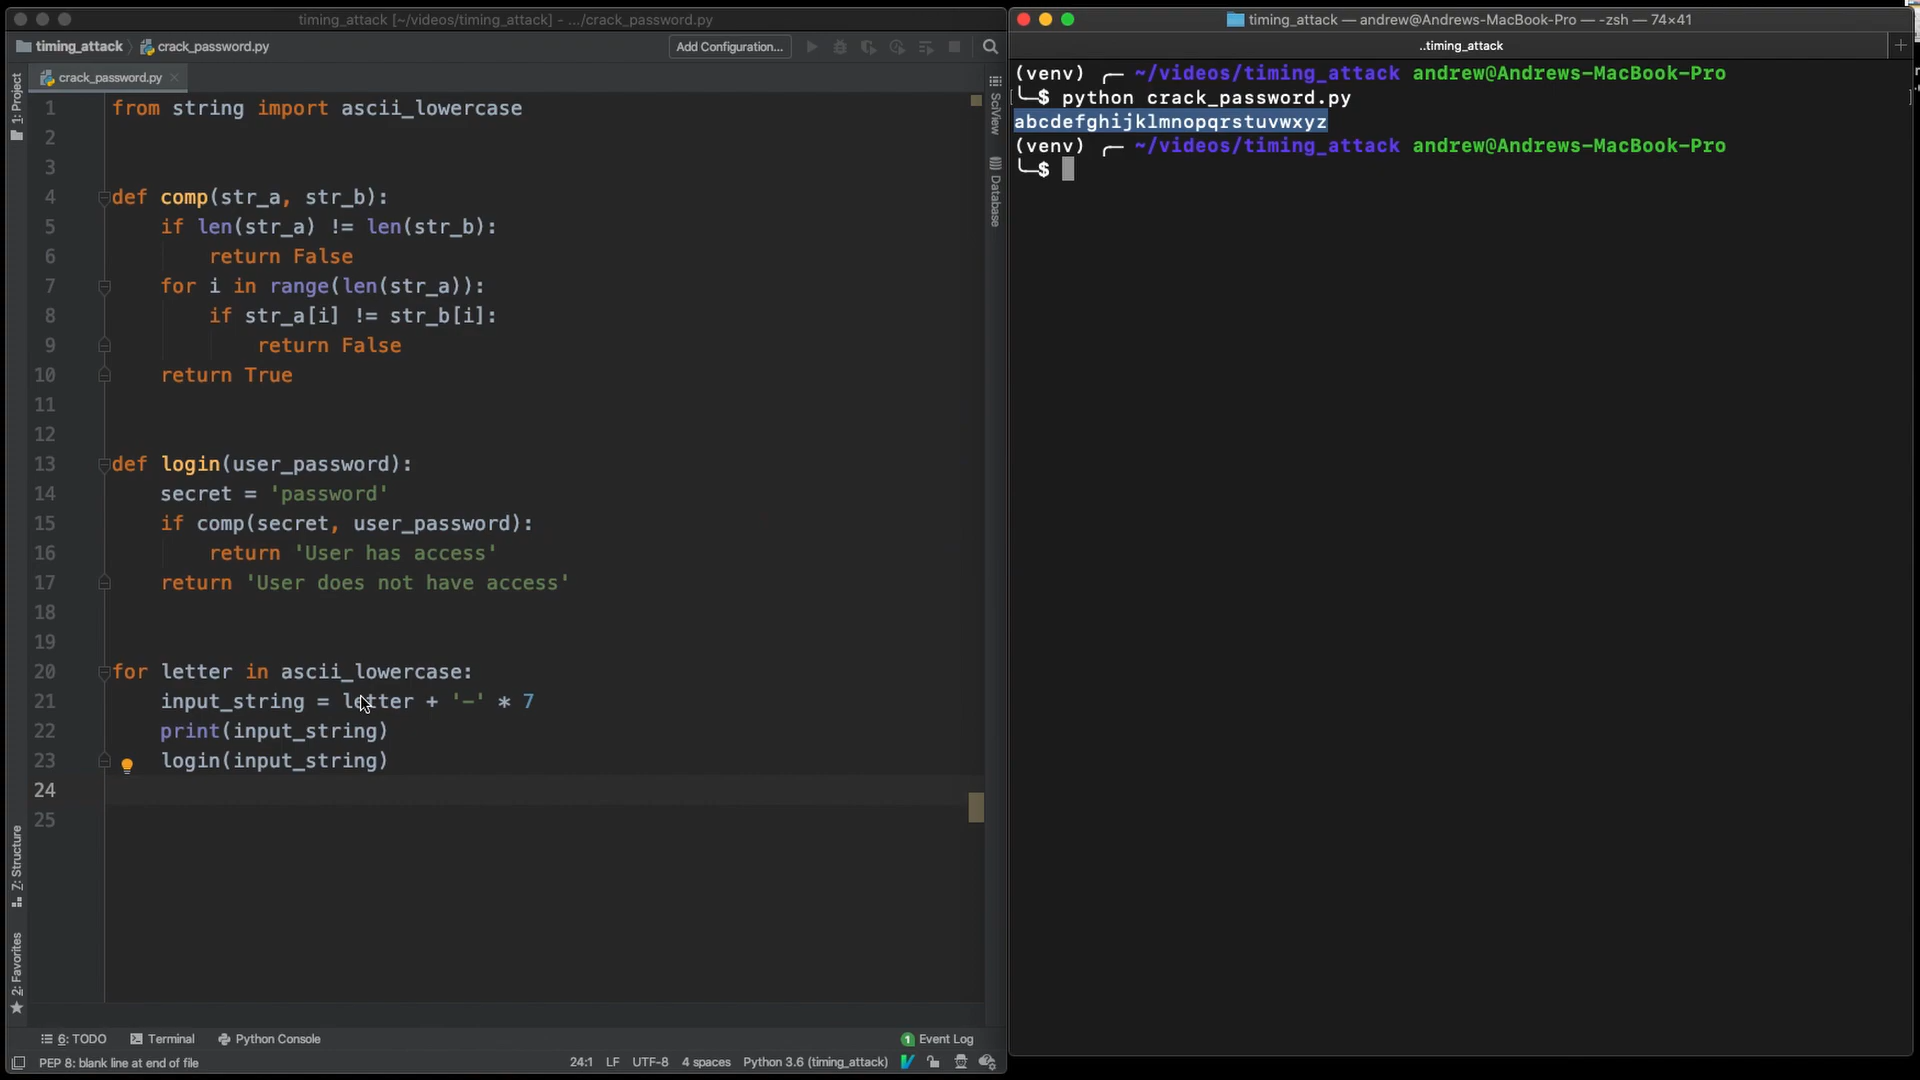 timing_attack [~/videos/timing_attack] - .../crack_password.py
timing_attack
crack_password.py
Add Configuration...
crack_password.py
1: Project
SciView
Database
Z: Structure
2: Favorites
1 from string import ascii_lowercase
2
3
4 def comp(str_a, str_b):
5 if len(str_a) != len(str_b):
6 return False
7 for i in range(len(str_a)):
8 if str_a[i] != str_b[i]:
9 return False
10 return True
11
12
13 def login(user_password):
14 secret = 'password'
15 if comp(secret, user_password):
16 return 'User has access'
17 return 'User does not have access'
18
19
20 for letter in ascii_lowercase:
21 input_string = letter + '-' * 7
22 print(input_string)
23 login(input_string)
24
25
6: TODO
Terminal
Python Console
1 Event Log
PEP 8: blank line at end of file
24:1 LF UTF-8 4 spaces Python 3.6 (timing_attack)
timing_attack — andrew@Andrews-MacBook-Pro — -zsh — 74×41
..timing_attack
(venv) ╭─ ~/videos/timing_attack andrew@Andrews-MacBook-Pro
╰─$ python crack_password.py
abcdefghijklmnopqrstuvwxyz
(venv) ╭─ ~/videos/timing_attack andrew@Andrews-MacBook-Pro
╰─$